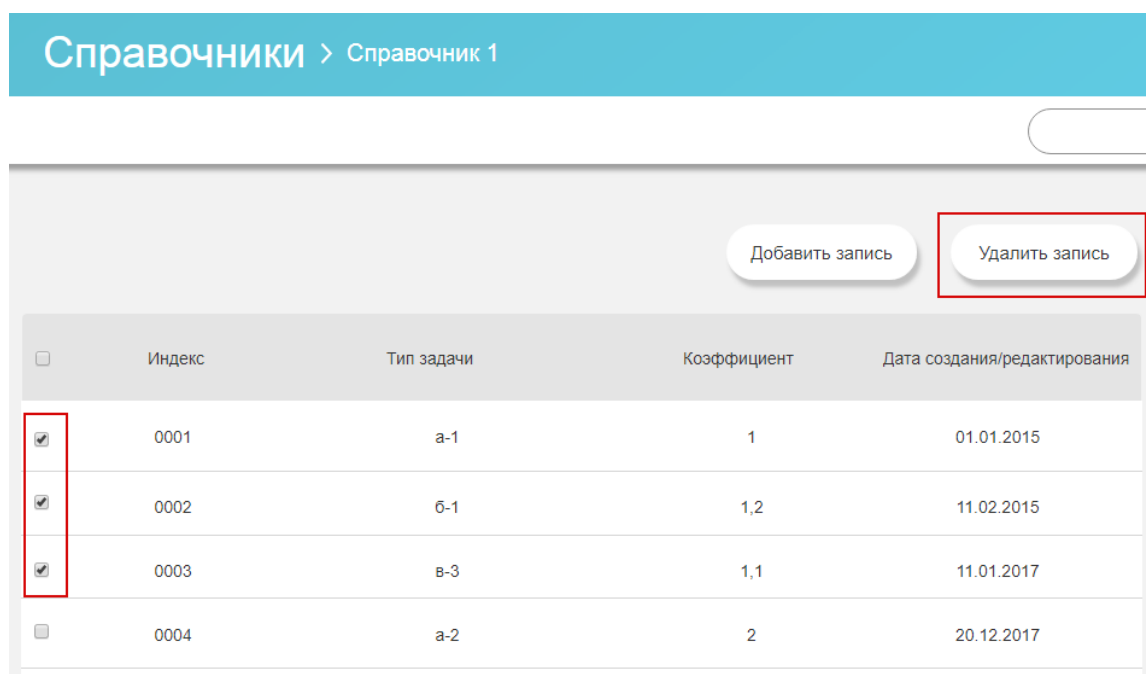 Справочники > Справочник 1
Добавить запись Удалить запись
Индекс Тип задачи Коэффициент Дата создания/редактирования
0001 а-1 1 01.01.2015
0002 б-1 1,2 11.02.2015
0003 в-3 1,1 11.01.2017
0004 а-2 2 20.12.2017